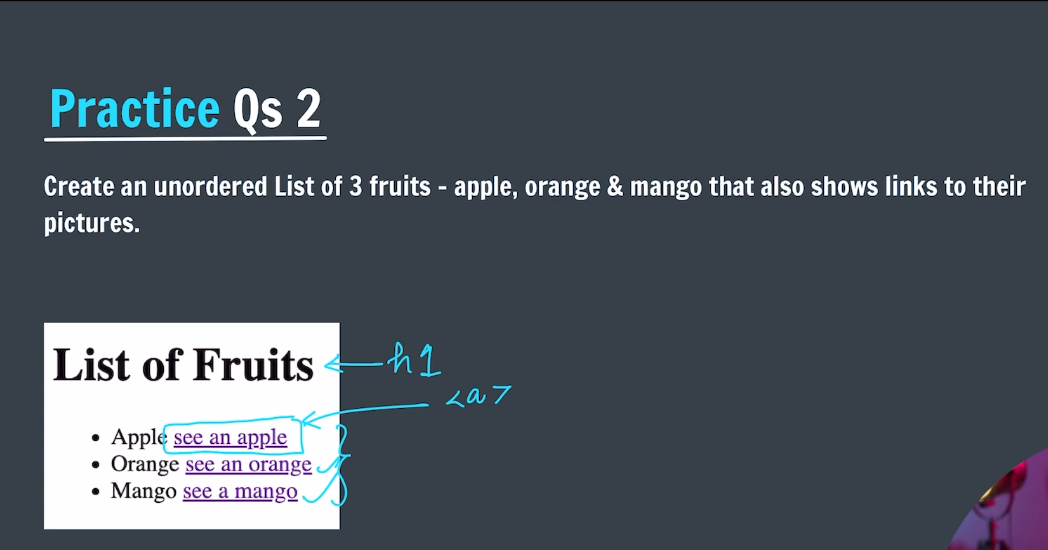 Practice Qs 2
Create an unordered List of 3 fruits - apple, orange & mango that also shows links to their
pictures.
List of Fruits
h1
<a>
Apple see an apple
Orange see an orange
Mango see a mango